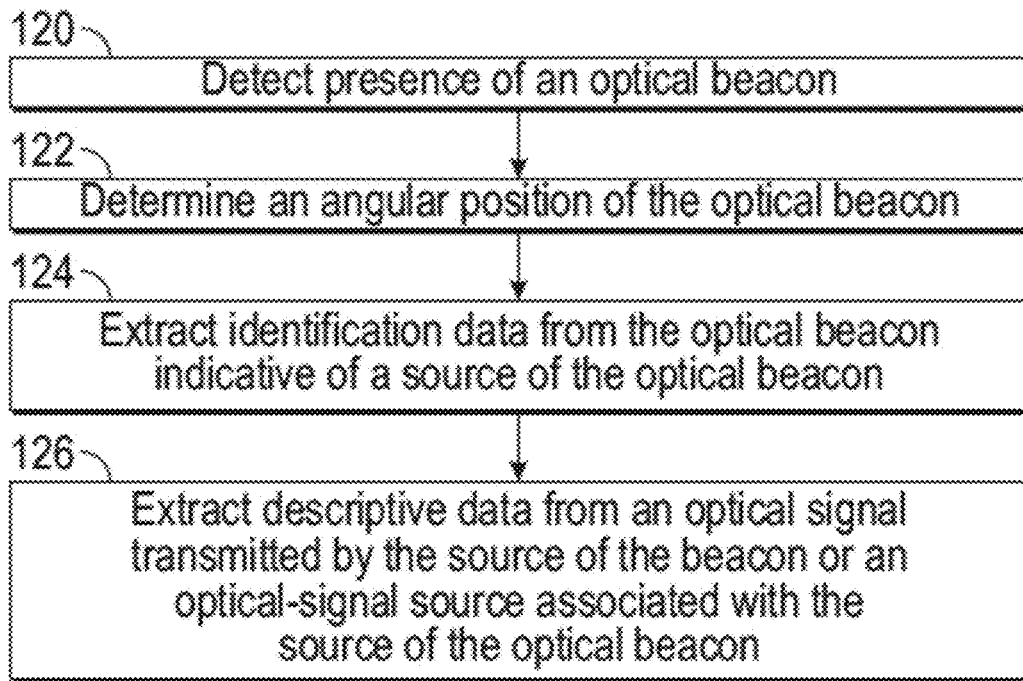 120
Detect presence of an optical beacon
122
Determine an angular position of the optical beacon
124
Extract identification data from the optical beacon
indicative of a source of the optical beacon
126
Extract descriptive data from an optical signal
transmitted by the source of the beacon or an
optical-signal source associated with the
source of the optical beacon